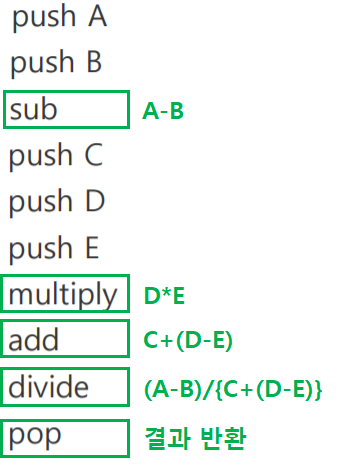 push A
push B
sub A-B
push C
push D
push E
multiply D*E
add C+(D-E)
divide (A-B)/{C+(D-E)}
pop 결과 반환